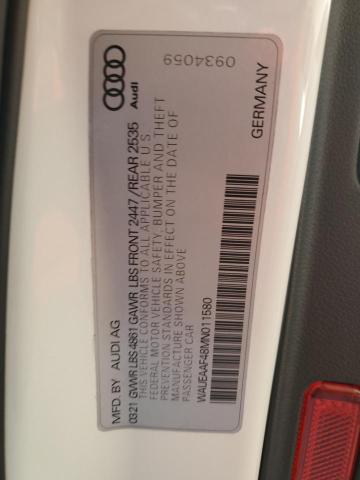 MFD. BY AUDI AG
0321 GVWR LBS 4861 GAWR LBS FRONT 2447 / REAR 2535
THIS VEHICLE CONFORMS TO ALL APPLICABLE U S
FEDERAL MOTOR VEHICLE SAFETY, BUMPER AND THEFT
PREVENTION STANDARDS IN EFFECT ON THE DATE OF
MANUFACTURE SHOWN ABOVE
PASSENGER CAR
WAUEAAF48MN011580
Audi
0934059
GERMANY